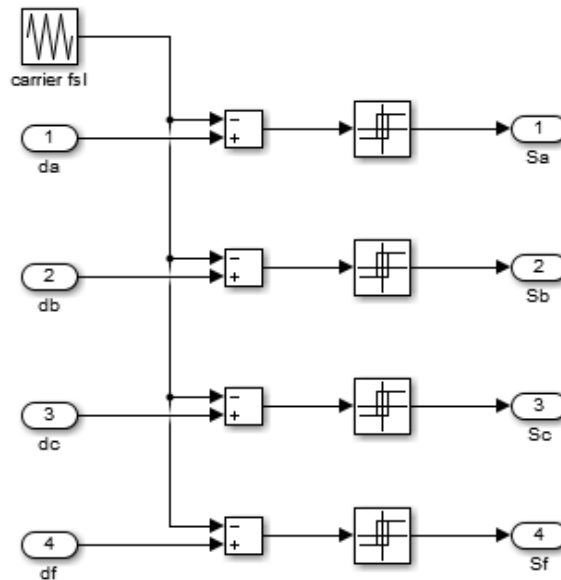 carrier fsl
−
+
1
da
1
Sa
−
+
2
db
2
Sb
−
+
3
dc
3
Sc
−
+
4
df
4
Sf